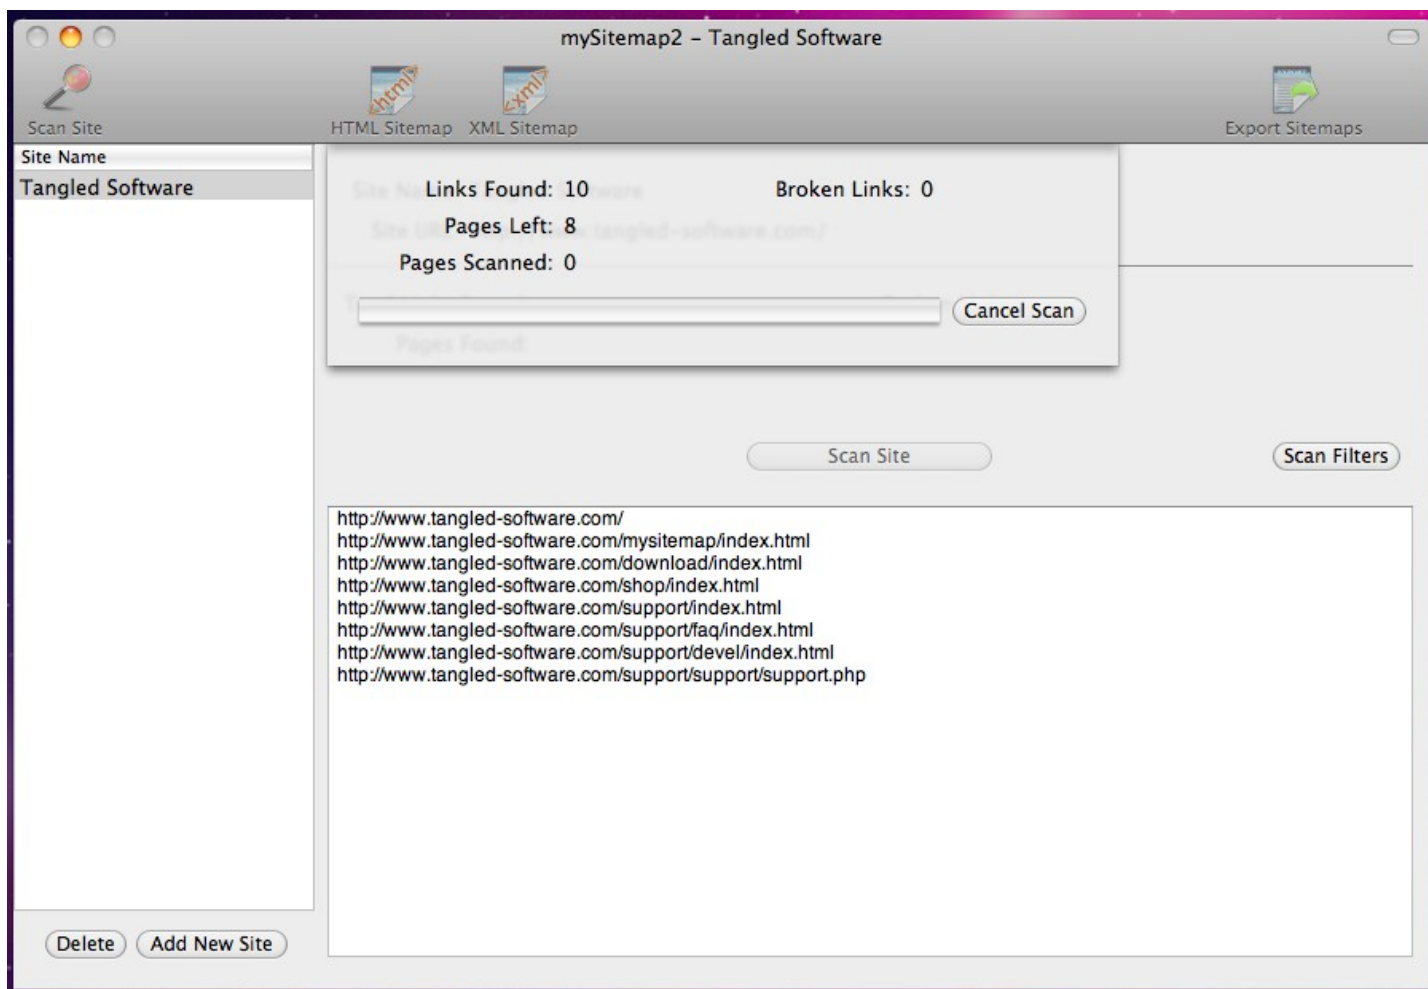 mySitemap2 – Tangled Software
Scan Site
<html>
HTML Sitemap
<xml>
XML Sitemap
Export Sitemaps
Site Name
Tangled Software
Links Found: 10
Broken Links: 0
Pages Left: 8
Pages Scanned: 0
Cancel Scan
Pages Found:
Scan Site
Scan Filters
http://www.tangled-software.com/
http://www.tangled-software.com/mysitemap/index.html
http://www.tangled-software.com/download/index.html
http://www.tangled-software.com/shop/index.html
http://www.tangled-software.com/support/index.html
http://www.tangled-software.com/support/faq/index.html
http://www.tangled-software.com/support/devel/index.html
http://www.tangled-software.com/support/support/support.php
Delete
Add New Site